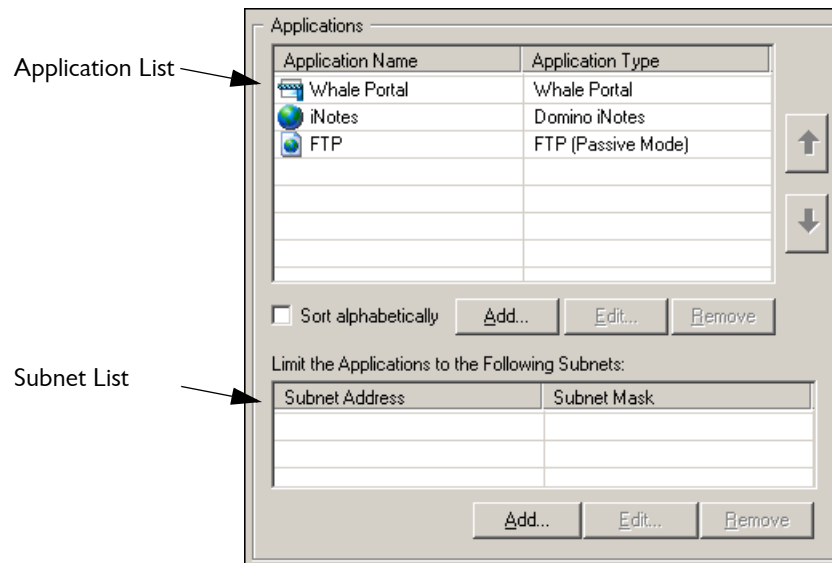 Applications
Application List
Application Name Application Type
Whale Portal Whale Portal
iNotes Domino iNotes
FTP FTP (Passive Mode)
Sort alphabetically Add... Edit... Remove
Limit the Applications to the Following Subnets:
Subnet List
Subnet Address Subnet Mask
Add... Edit... Remove